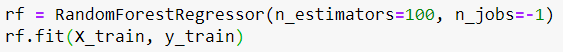 rf = RandomForestRegressor(n_estimators=100, n_jobs=-1)
rf.fit(X_train, y_train)